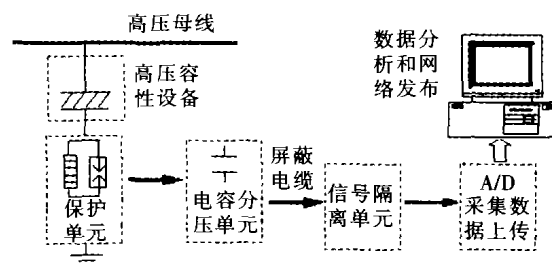 高压母线
高压容
性设备
保护
单元
电容分
压单元
屏蔽
电缆
信号隔
离单元
A/D
采集数
据上传
数据分
析和网
络发布